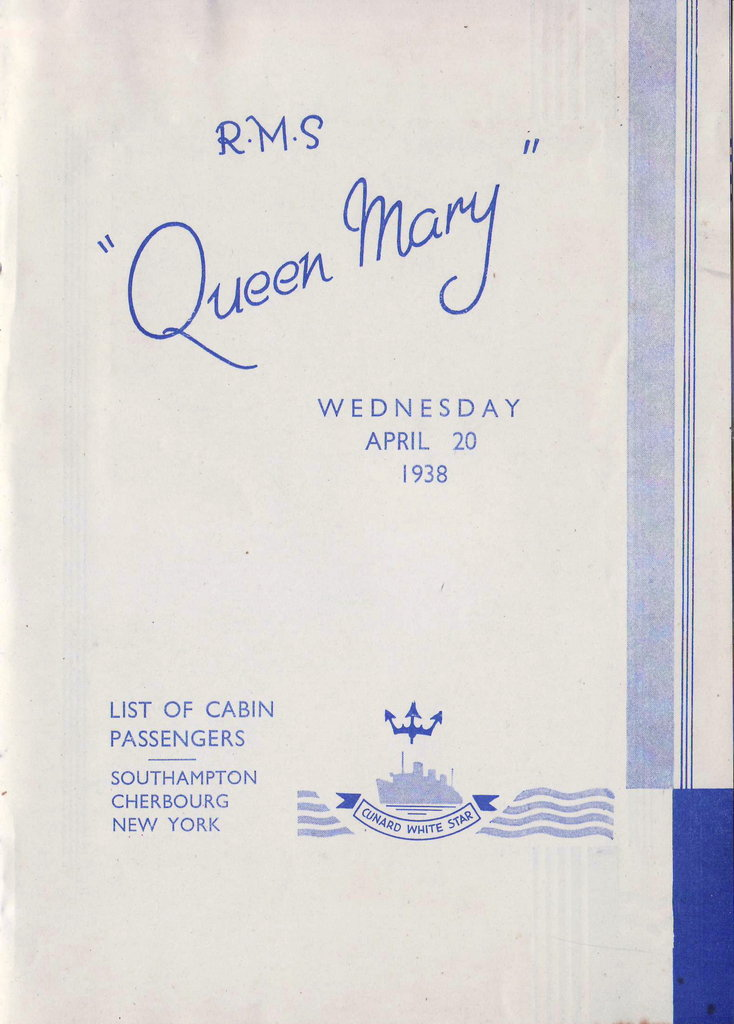 R.M.S
"Queen Mary"
WEDNESDAY
APRIL 20
1938
LIST OF CABIN
PASSENGERS
SOUTHAMPTON
CHERBOURG
NEW YORK
CUNARD WHITE STAR